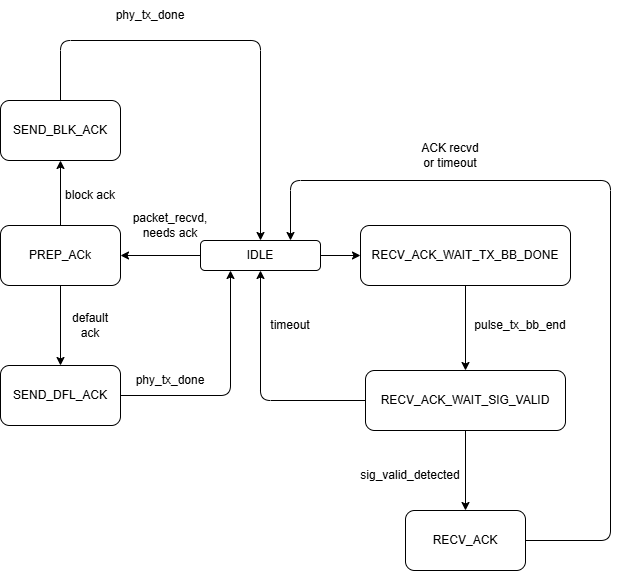 phy_tx_done
SEND_BLK_ACK
ACK recvd
or timeout
block ack
packet_recvd,
needs ack
PREP_ACk
IDLE
RECV_ACK_WAIT_TX_BB_DONE
default
ack
timeout
pulse_tx_bb_end
phy_tx_done
SEND_DFL_ACK
RECV_ACK_WAIT_SIG_VALID
sig_valid_detected
RECV_ACK